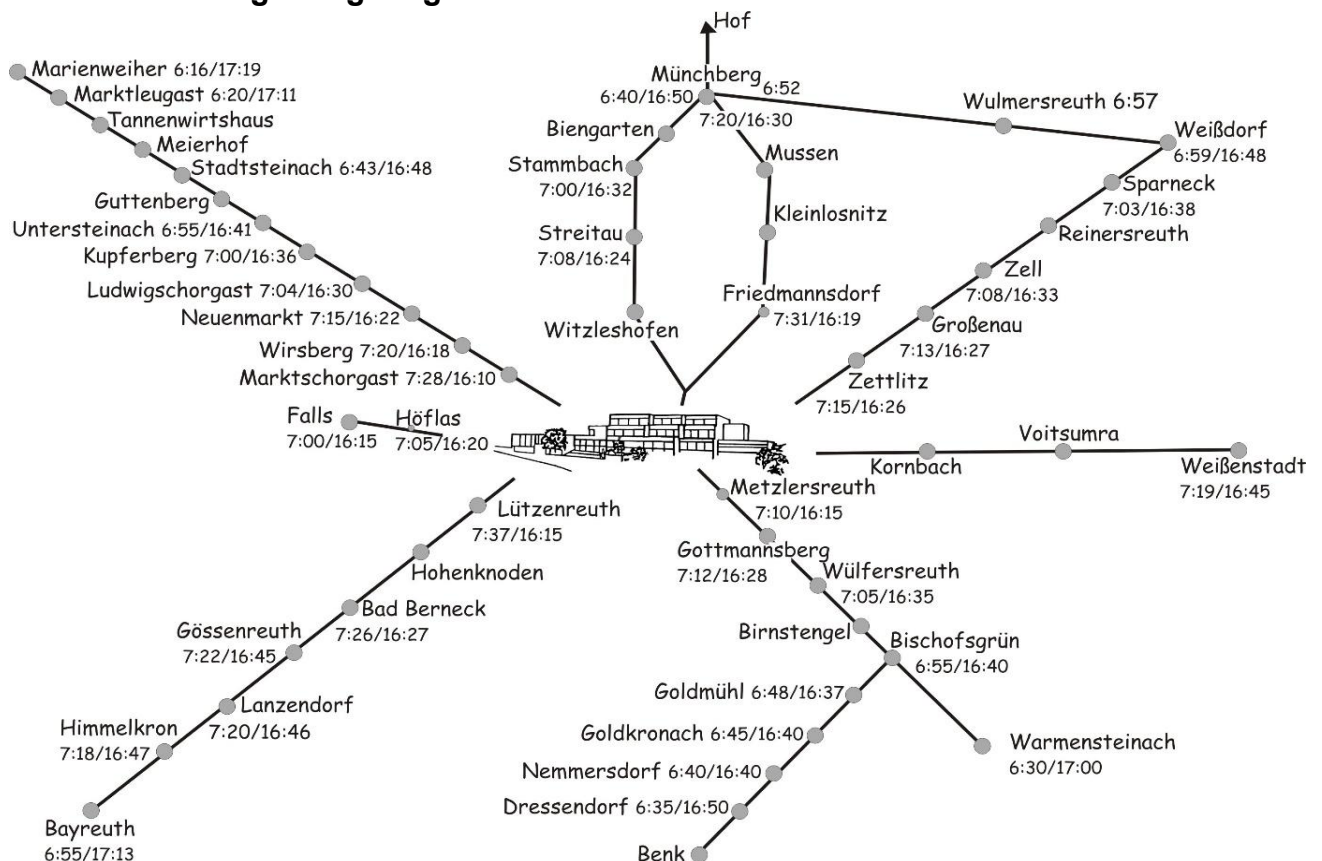 Hof
Marienweiher 6:16/17:19
Marktleugast 6:20/17:11
Tannenwirtshaus
Meierhof
Stadtsteinach 6:43/16:48
Guttenberg
Untersteinach 6:55/16:41
Kupferberg 7:00/16:36
Ludwigschorgast 7:04/16:30
Neuenmarkt 7:15/16:22
Wirsberg 7:20/16:18
Marktschorgast 7:28/16:10
Münchberg 6:52
6:40/16:50
7:20/16:30
Biengarten
Stammbach
7:00/16:32
Streitau
7:08/16:24
Witzleshofen
Mussen
Kleinlosnitz
Friedmannsdorf
7:31/16:19
Wulmersreuth 6:57
Weißdorf
6:59/16:48
Sparneck
7:03/16:38
Reinersreuth
Zell
7:08/16:33
Großenau
7:13/16:27
Zettlitz
7:15/16:26
Falls
7:00/16:15
Höflas
7:05/16:20
Kornbach
Voitsumra
Weißenstadt
7:19/16:45
Lützenreuth
7:37/16:15
Hohenknoden
Bad Berneck
7:26/16:27
Gössenreuth
7:22/16:45
Lanzendorf
7:20/16:46
Himmelkron
7:18/16:47
Bayreuth
6:55/17:13
Metzlersreuth
7:10/16:15
Gottmannsberg
7:12/16:28
Wülfersreuth
7:05/16:35
Birnstengel
Bischofsgrün
6:55/16:40
Goldmühl 6:48/16:37
Goldkronach 6:45/16:40
Nemmersdorf 6:40/16:40
Dressendorf 6:35/16:50
Benk
Warmensteinach
6:30/17:00